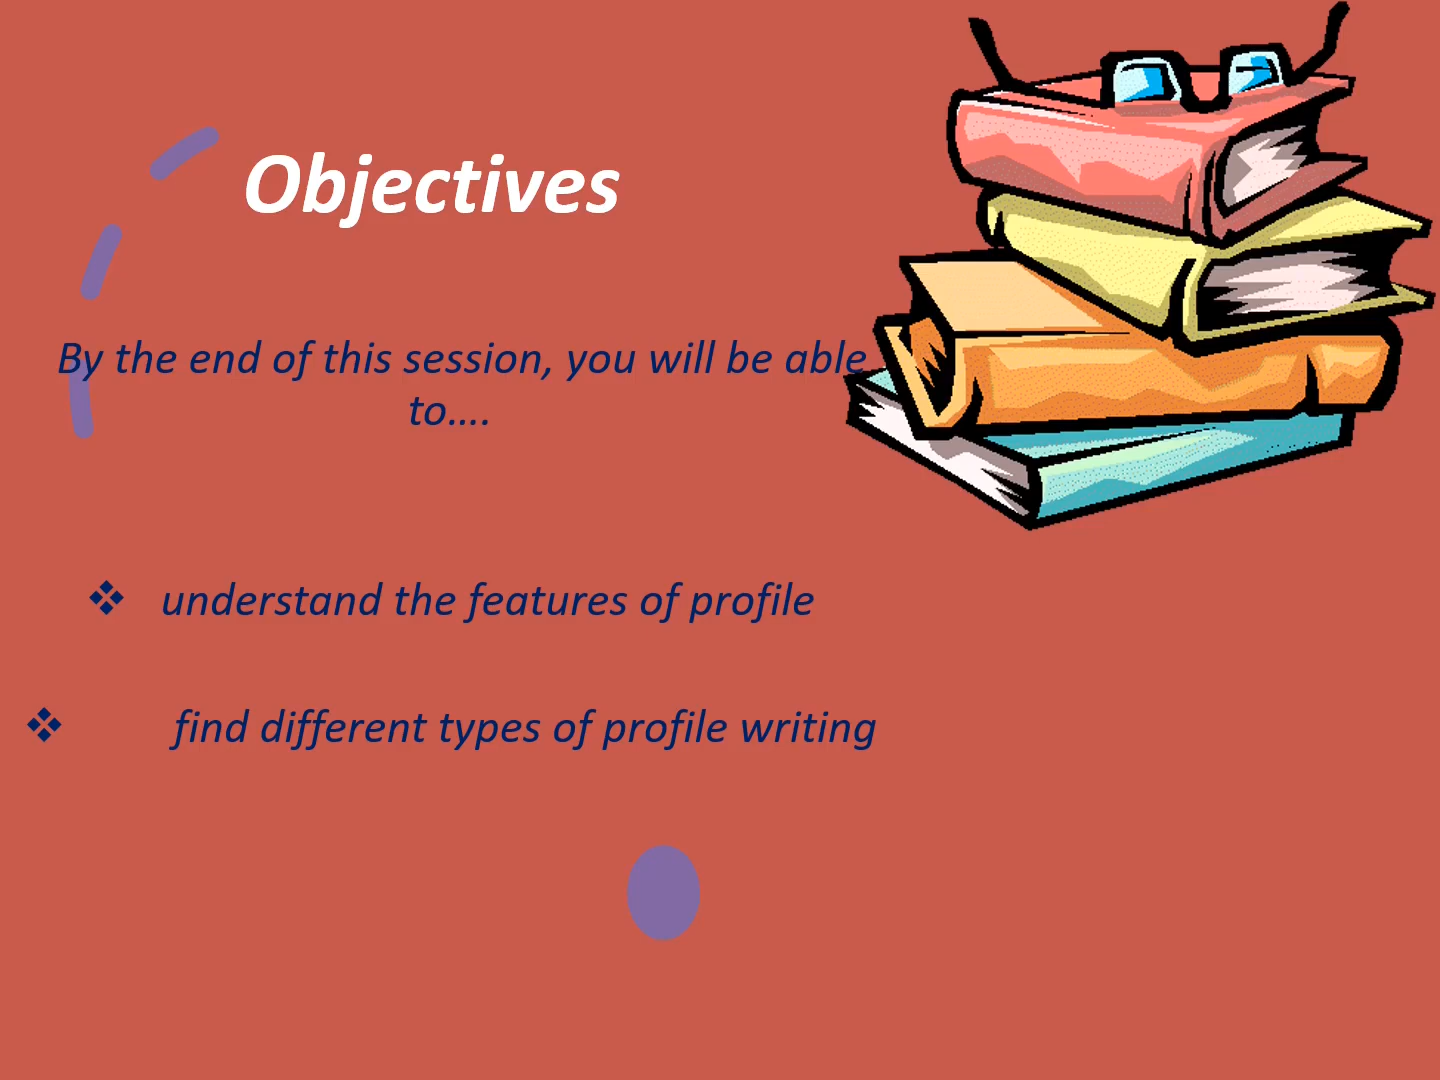 Objectives
By the end of this session, you will be able
to....
❖ understand the features of profile
❖ find different types of profile writing